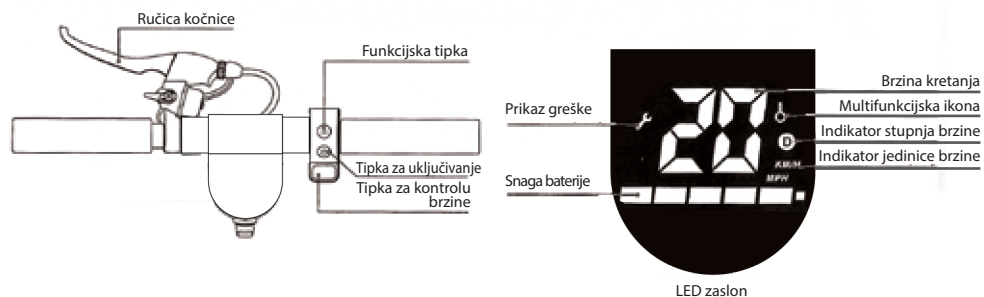 Ručica kočnice
Funkcijska tipka
Tipka za uključivanje
Tipka za kontrolu
brzine
Brzina kretanja
Prikaz greške
Multifunkcijska ikona
20
D
Indikator stupnja brzine
Indikator jedinice brzine
KM/H
MPH
Snaga baterije
LED zaslon